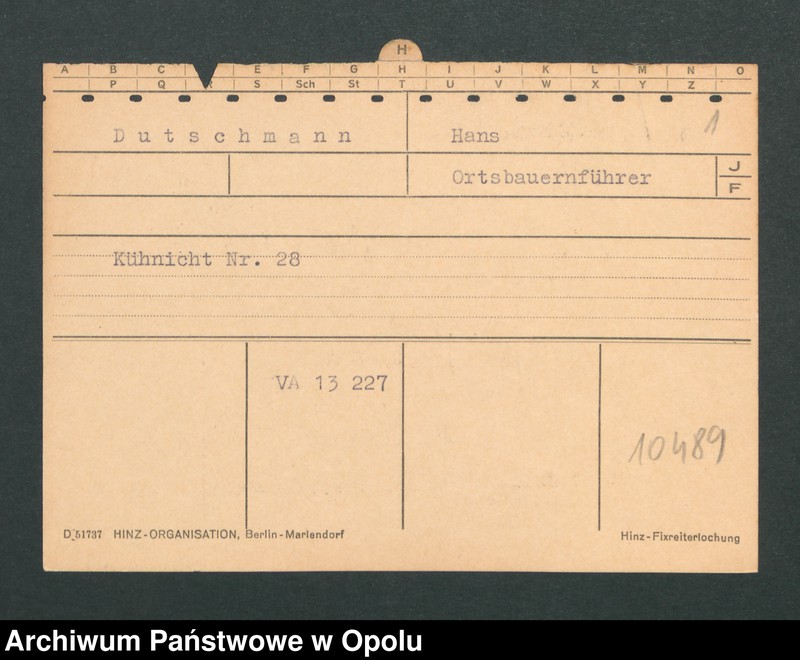 H
A B C E F G H I J K L M N O
P Q R S Sch St T U V W X Y Z
Dutschmann Hans 1
Ortsbauernführer J
F
Kühnicht Nr. 28
VA 13 227
10489
D 51737 HINZ-ORGANISATION, Berlin-Mariendorf Hinz-Fixreiterlochung
Archiwum Państwowe w Opolu